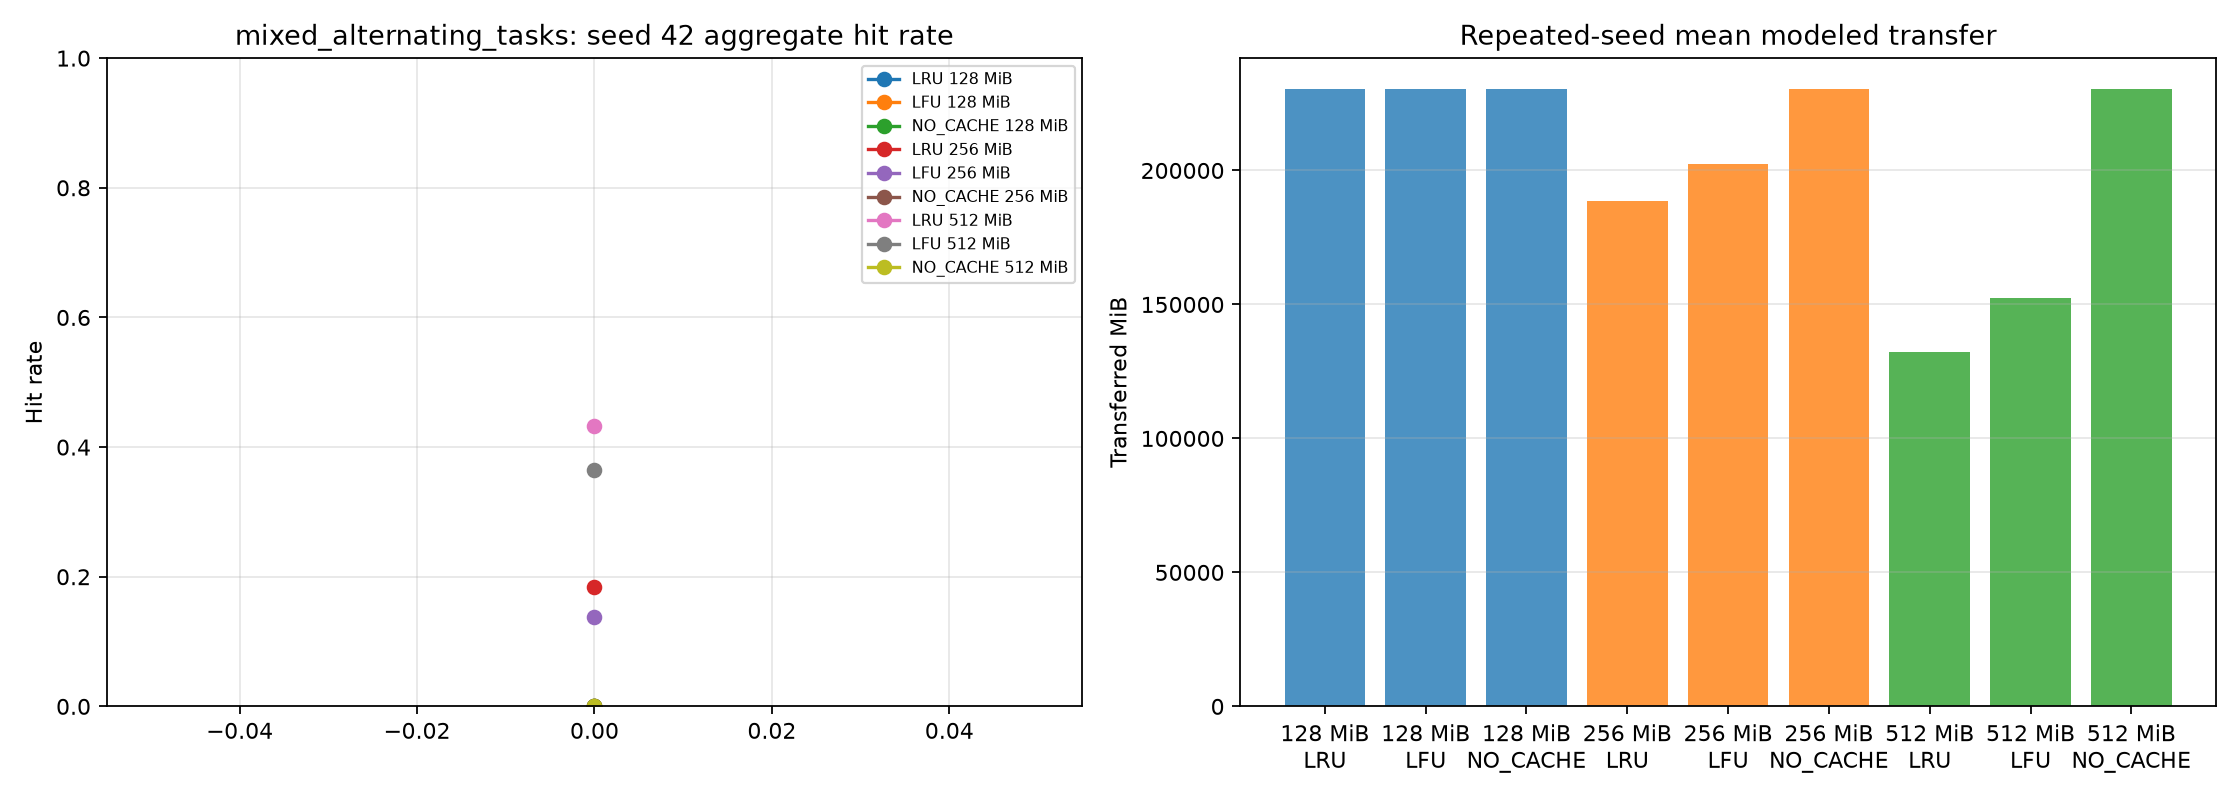 mixed_alternating_tasks: seed 42 aggregate hit rate
Hit rate
1.0
0.8
0.6
0.4
0.2
0.0
−0.04
−0.02
0.00
0.02
0.04
LRU 128 MiB
LFU 128 MiB
NO_CACHE 128 MiB
LRU 256 MiB
LFU 256 MiB
NO_CACHE 256 MiB
LRU 512 MiB
LFU 512 MiB
NO_CACHE 512 MiB
Repeated-seed mean modeled transfer
Transferred MiB
200000
150000
100000
50000
0
128 MiB
LRU
128 MiB
LFU
128 MiB
NO_CACHE
256 MiB
LRU
256 MiB
LFU
256 MiB
NO_CACHE
512 MiB
LRU
512 MiB
LFU
512 MiB
NO_CACHE